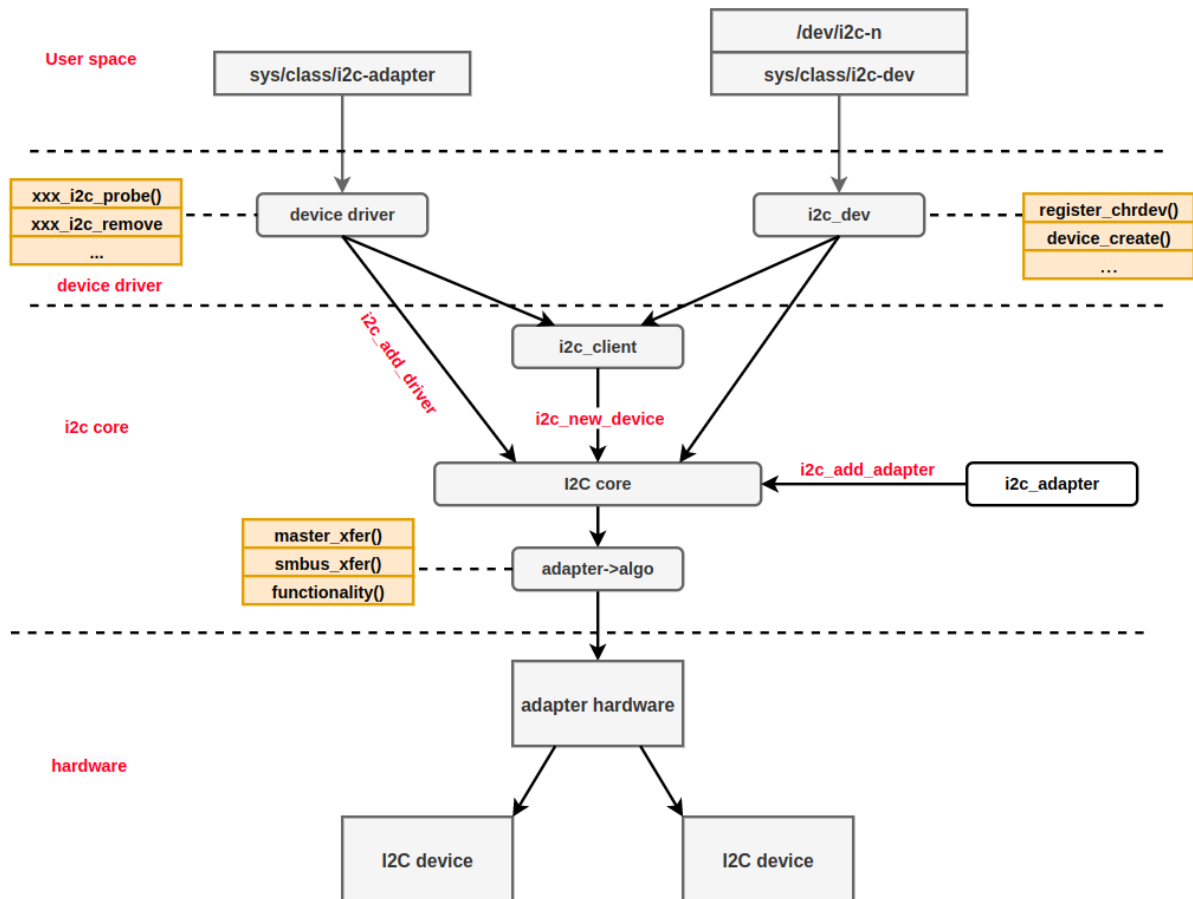 /dev/i2c-n
User space
sys/class/i2c-adapter
sys/class/i2c-dev
xxx_i2c_probe()
xxx_i2c_remove
...
device driver
i2c_dev
register_chrdev()
device_create()
...
device driver
i2c_add_driver
i2c_client
i2c core
i2c_new_device
I2C core
i2c_add_adapter
i2c_adapter
master_xfer()
smbus_xfer()
functionality()
adapter->algo
adapter hardware
hardware
I2C device
I2C device